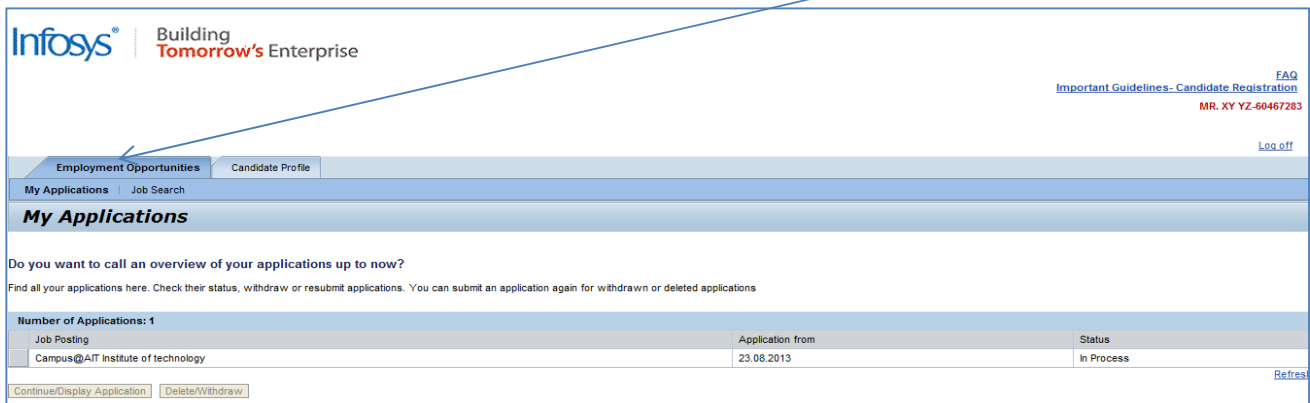 Infosys® Building
Tomorrow's Enterprise
FAQ
Important Guidelines- Candidate Registration
MR. XY YZ-60467283
Log off
Employment Opportunities Candidate Profile
My Applications | Job Search
My Applications
Do you want to call an overview of your applications up to now?
Find all your applications here. Check their status, withdraw or resubmit applications. You can submit an application again for withdrawn or deleted applications
Number of Applications: 1
Job Posting Application from Status
Campus@AIT Institute of technology 23.08.2013 In Process
Refresh
Continue/Display Application Delete/Withdraw